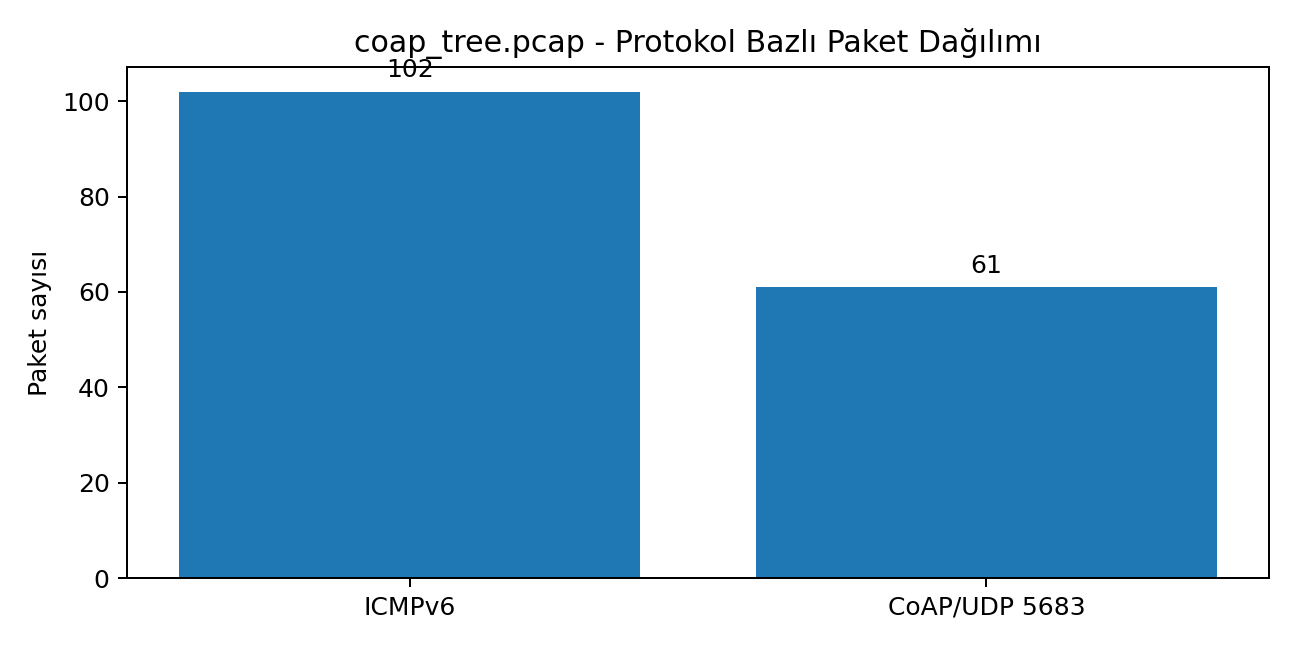 coap_tree.pcap - Protokol Bazlı Paket Dağılımı
102
100
61
80
60
40
20
0
Paket sayısı
ICMPv6
CoAP/UDP 5683